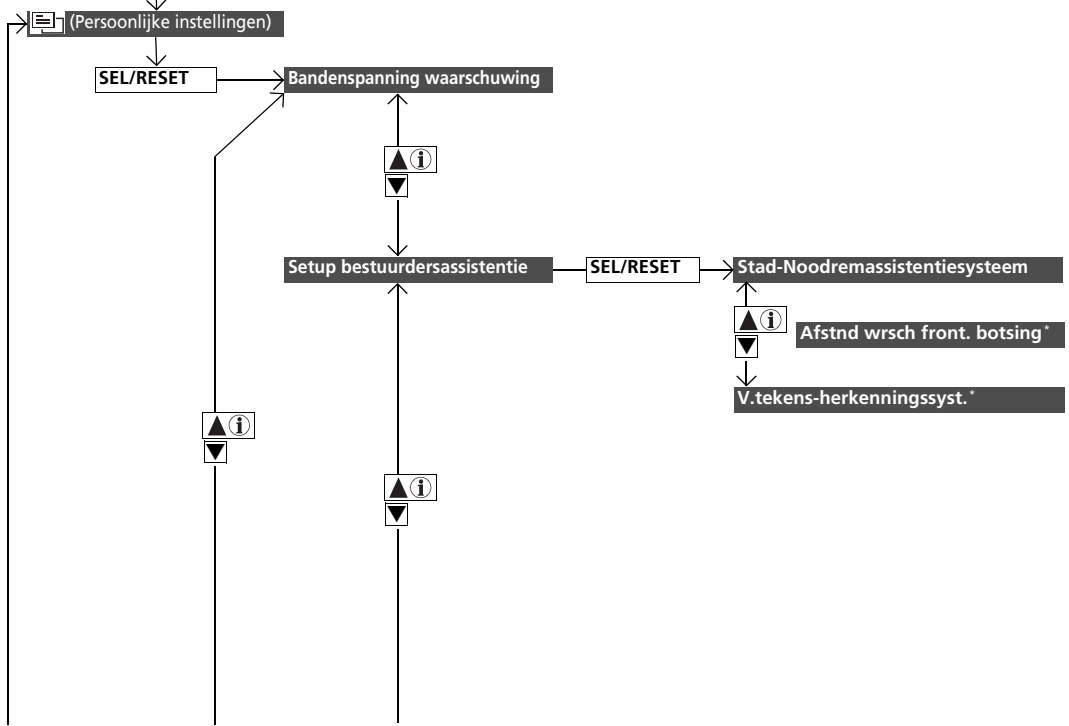 (Persoonlijke instellingen)
SEL/RESET
Bandenspanning waarschuwing
Setup bestuurdersassistentie
SEL/RESET
Stad-Noodremassistentiesysteem
Afstnd wrsch front. botsing*
V.tekens-herkenningssyst.*